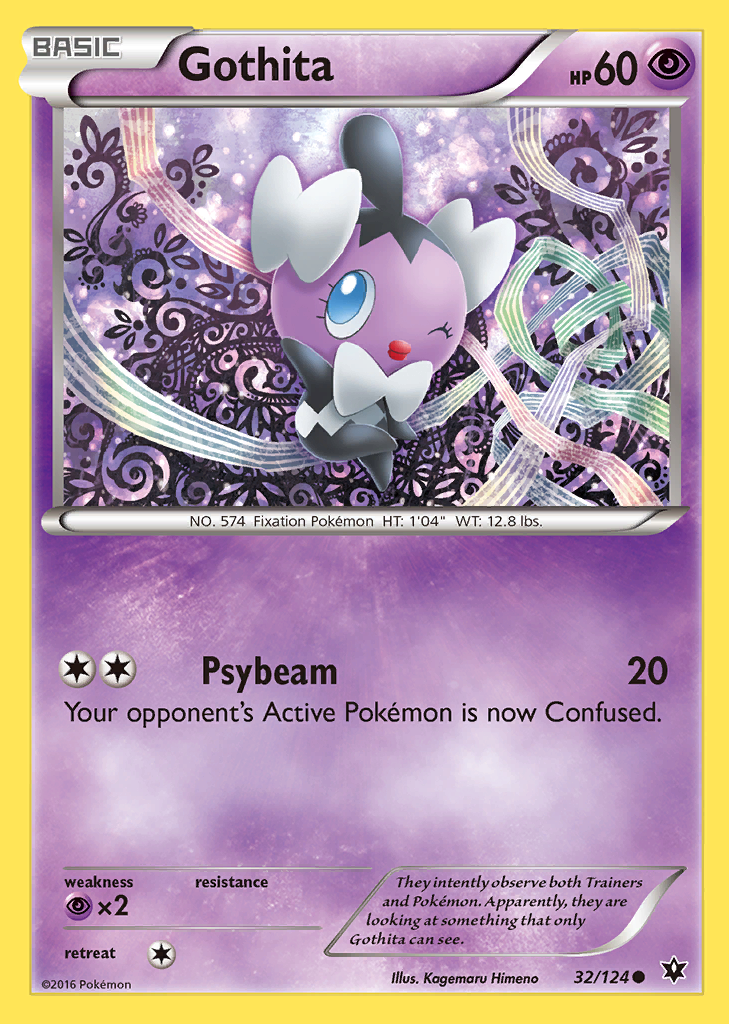 BASIC
Gothita
HP60
NO. 574 Fixation Pokémon HT: 1'04" WT: 12.8 lbs.
Psybeam 20
Your opponent's Active Pokémon is now Confused.
weakness resistance
×2
They intently observe both Trainers
and Pokémon. Apparently, they are
looking at something that only
Gothita can see.
retreat
©2016 Pokémon
Illus. Kagemaru Himeno
32/124